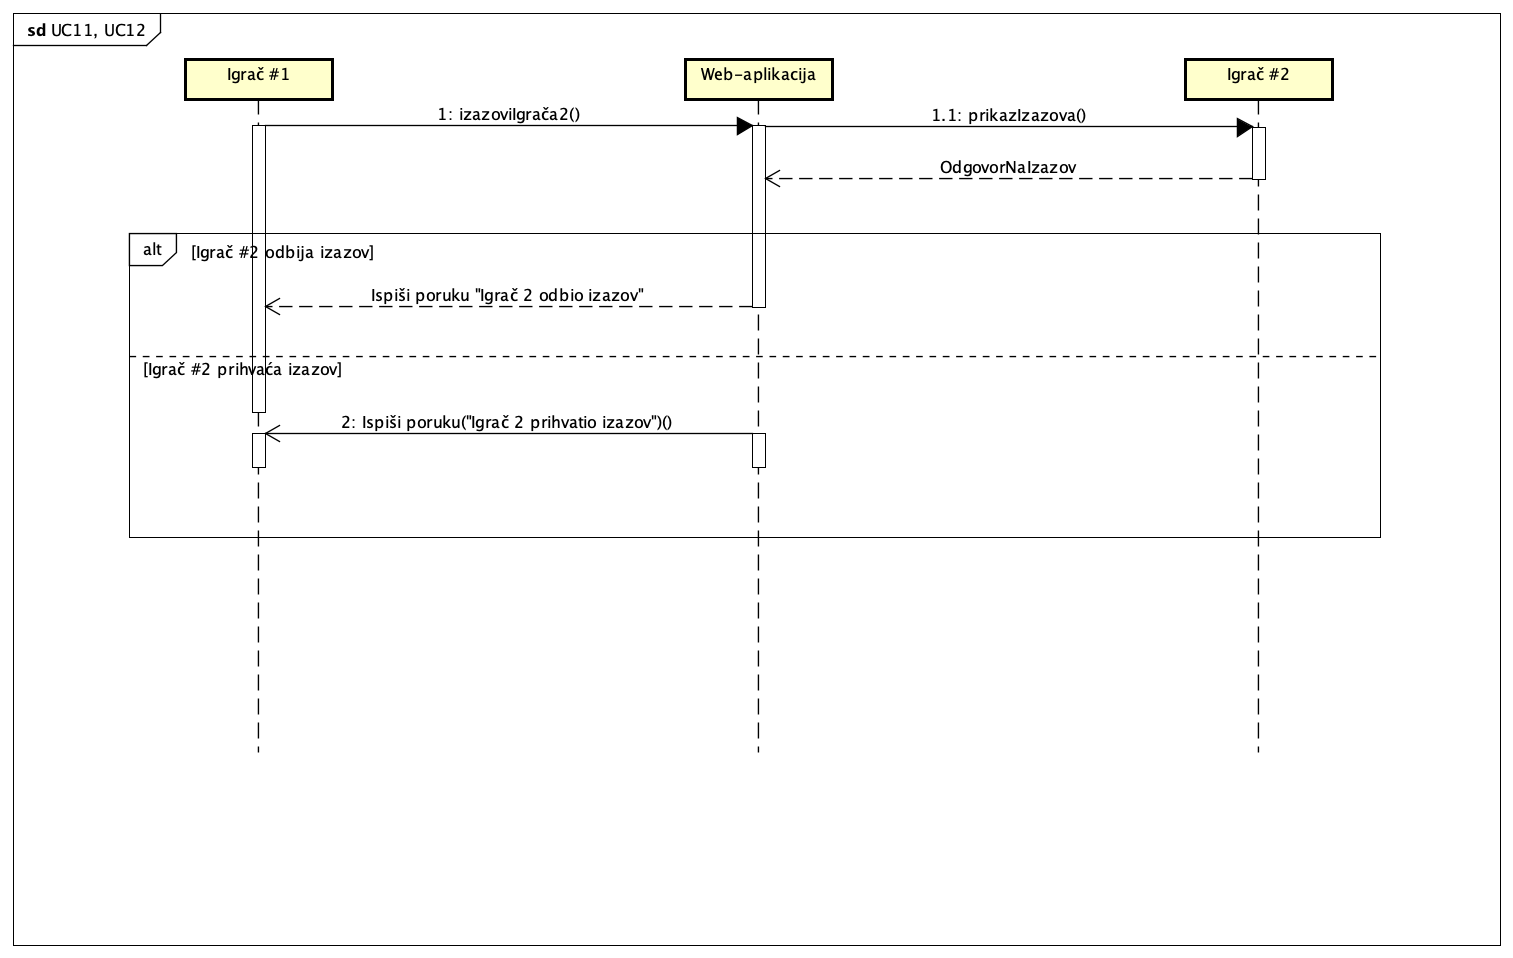 sd UC11, UC12
Igrač #1
Web-aplikacija
Igrač #2
1: izazoviIgrača2()
1.1: prikazIzazova()
OdgovorNaIzazov
alt
[Igrač #2 odbija izazov]
Ispiši poruku "Igrač 2 odbio izazov"
[Igrač #2 prihvaća izazov]
2: Ispiši poruku("Igrač 2 prihvatio izazov")()